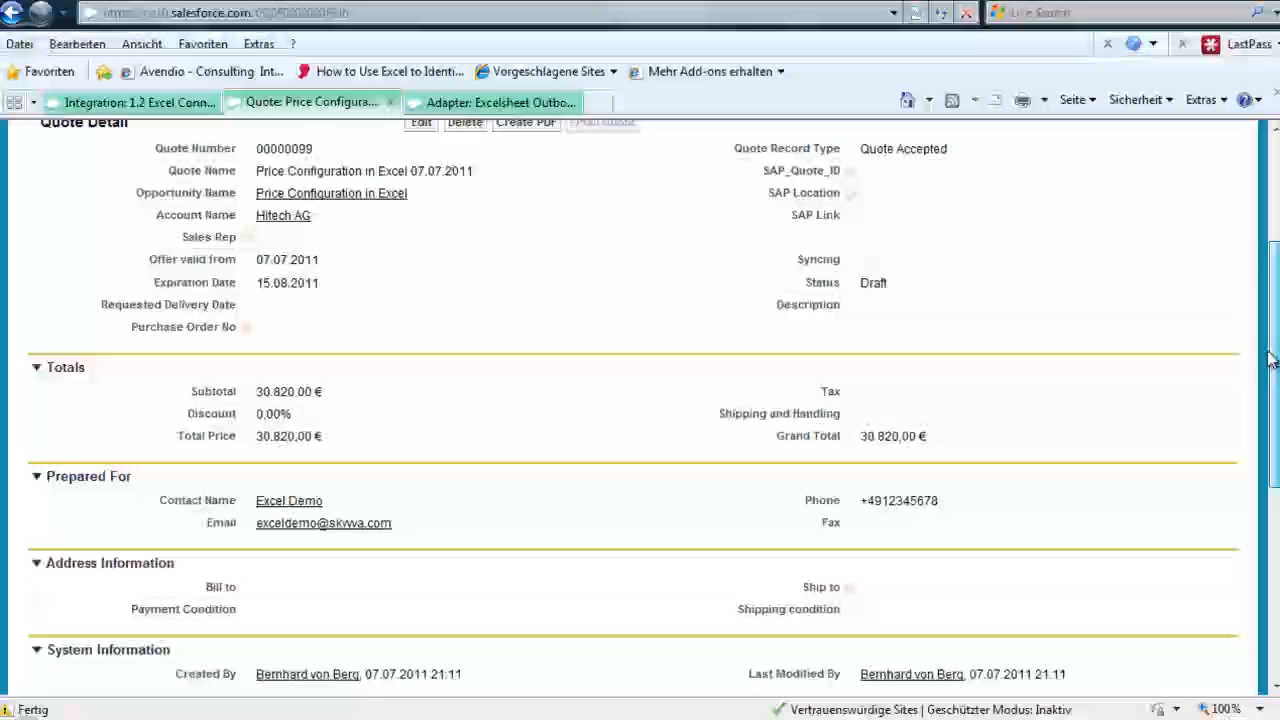 salesforce.com
Live Search
Datei Bearbeiten Ansicht Favoriten Extras ?
LastPass
Favoriten Avendio - Consulting, Int... How to Use Excel to Identi... Vorgeschlagene Sites Mehr Add-ons erhalten
Integration: 1.2 Excel Conn... Quote: Price Configura... Adapter: Excelsheet Outbo... Seite Sicherheit Extras
Quote Detail Edit Delete Create PDF
Quote Number 00000099 Quote Record Type Quote Accepted
Quote Name Price Configuration in Excel 07.07.2011 SAP_Quote_ID
Opportunity Name Price Configuration in Excel SAP Location
Account Name Hitech AG SAP Link
Sales Rep
Offer valid from 07.07.2011 Syncing
Expiration Date 15.08.2011 Status Draft
Requested Delivery Date Description
Purchase Order No
Totals
Subtotal 30.820,00 € Tax
Discount 0,00% Shipping and Handling
Total Price 30.820,00 € Grand Total 30.820,00 €
Prepared For
Contact Name Excel Demo Phone +4912345678
Email exceldemo@skyvva.com Fax
Address Information
Bill to Ship to
Payment Condition Shipping condition
System Information
Created By Bernhard von Berg, 07.07.2011 21:11 Last Modified By Bernhard von Berg, 07.07.2011 21:11
Fertig Vertrauenswürdige Sites | Geschützter Modus: Inaktiv 100%